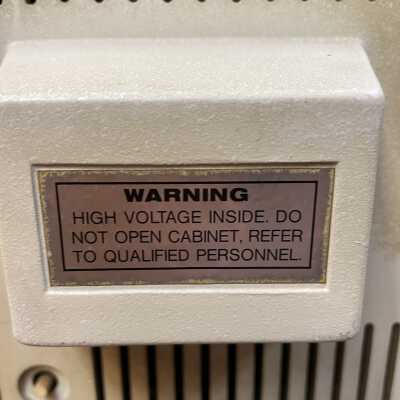 WARNING
HIGH VOLTAGE INSIDE. DO
NOT OPEN CABINET, REFER
TO QUALIFIED PERSONNEL.